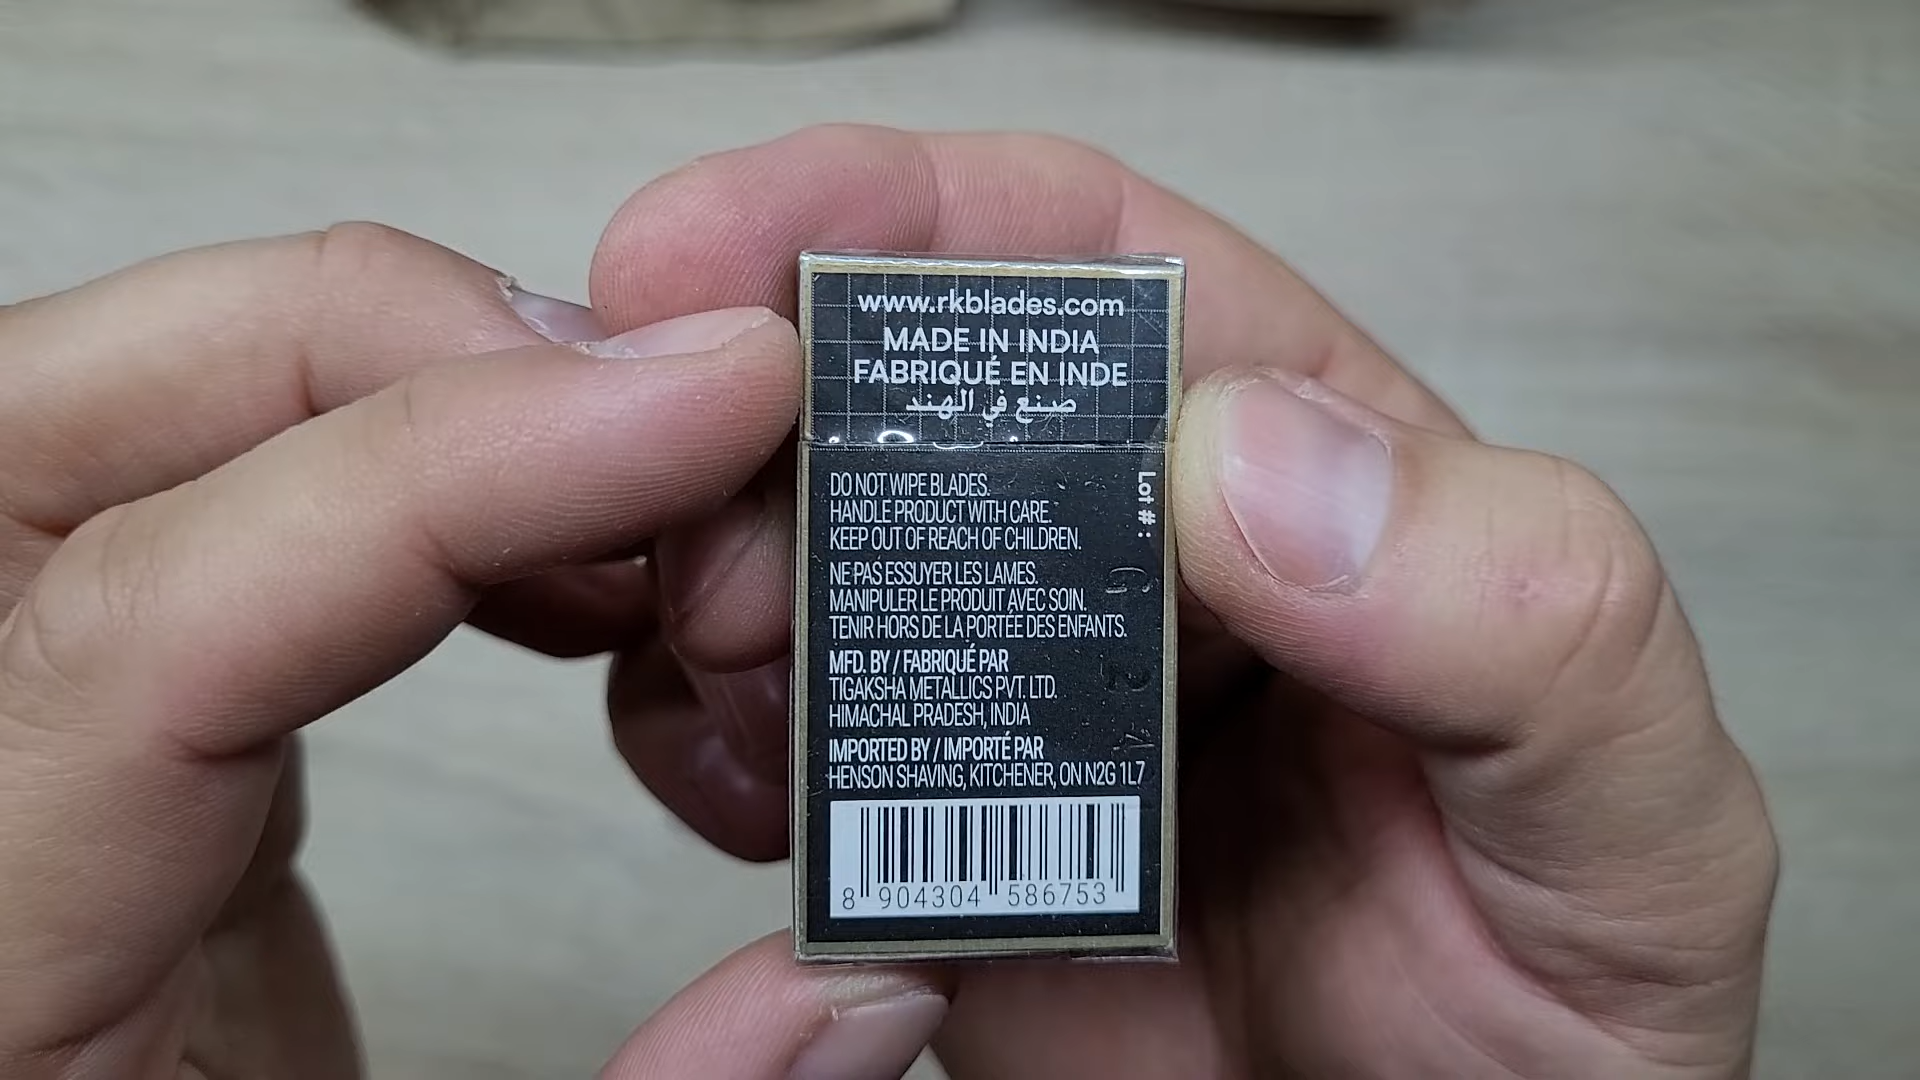 www.rkblades.com
MADE IN INDIA
FABRIQUÉ EN INDE
صنع في الهند
Lot #:
DO NOT WIPE BLADES.
HANDLE PRODUCT WITH CARE.
KEEP OUT OF REACH OF CHILDREN.
NE PAS ESSUYER LES LAMES.
MANIPULER LE PRODUIT AVEC SOIN.
TENIR HORS DE LA PORTÉE DES ENFANTS.
MFD. BY / FABRIQUÉ PAR
TIGAKSHA METALLICS PVT. LTD.
HIMACHAL PRADESH, INDIA
IMPORTED BY / IMPORTÉ PAR
HENSON SHAVING, KITCHENER, ON N2G 1L7
8 904304 586753